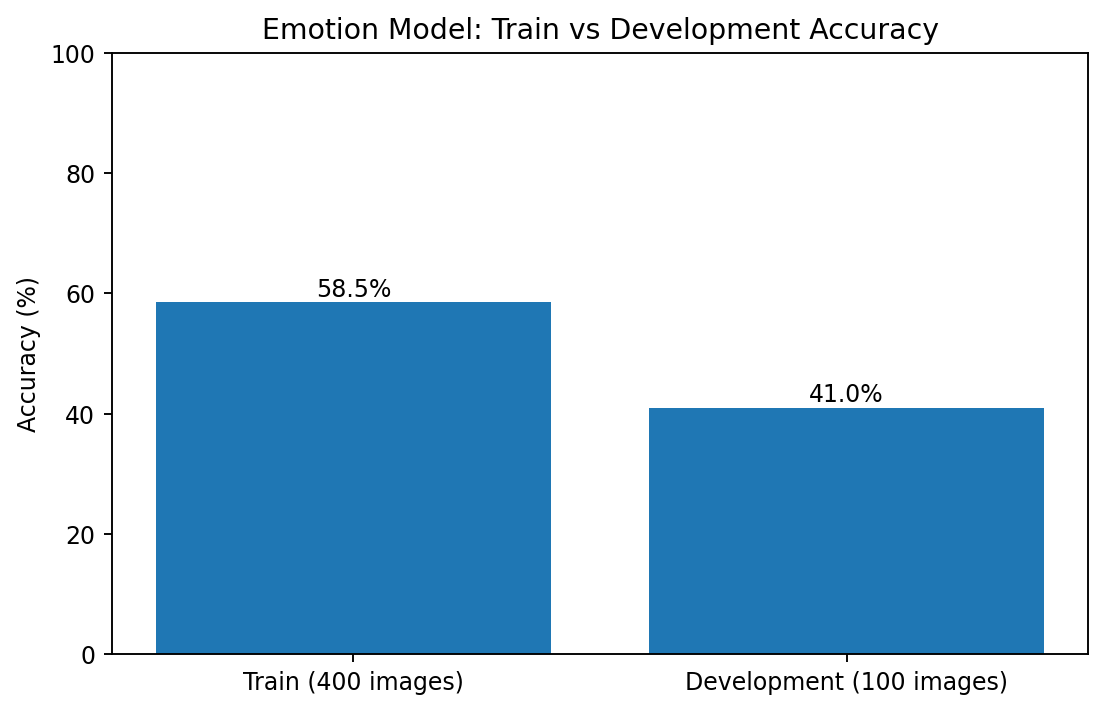 Emotion Model: Train vs Development Accuracy
100
80
60
40
20
0
Accuracy (%)
58.5%
41.0%
Train (400 images)
Development (100 images)